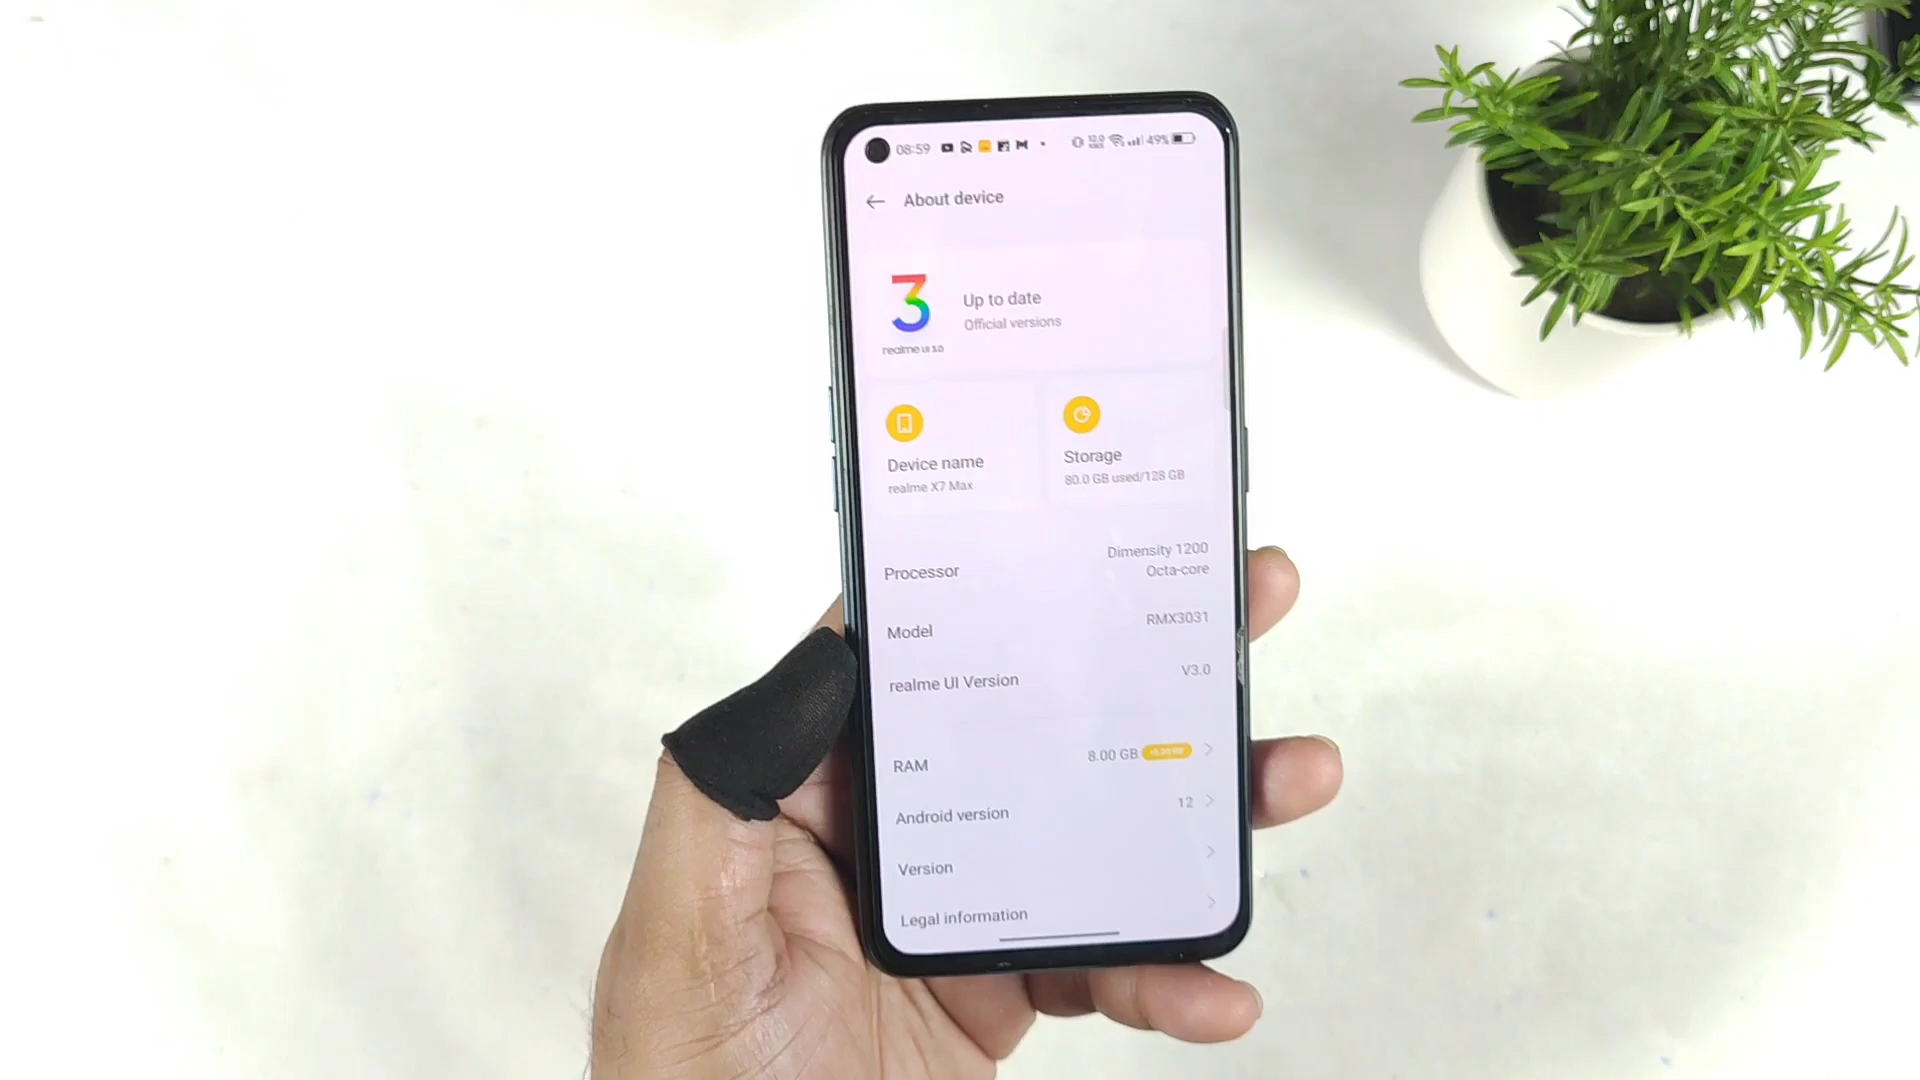 08:59 49%
About device
3
Up to date
Official versions
realme UI 3.0
Device name
realme X7 Max
Storage
80.0 GB used/128 GB
Processor
Dimensity 1200
Octa-core
Model
RMX3031
realme UI Version
V3.0
RAM
8.00 GB
Android version
12
Version
Legal information